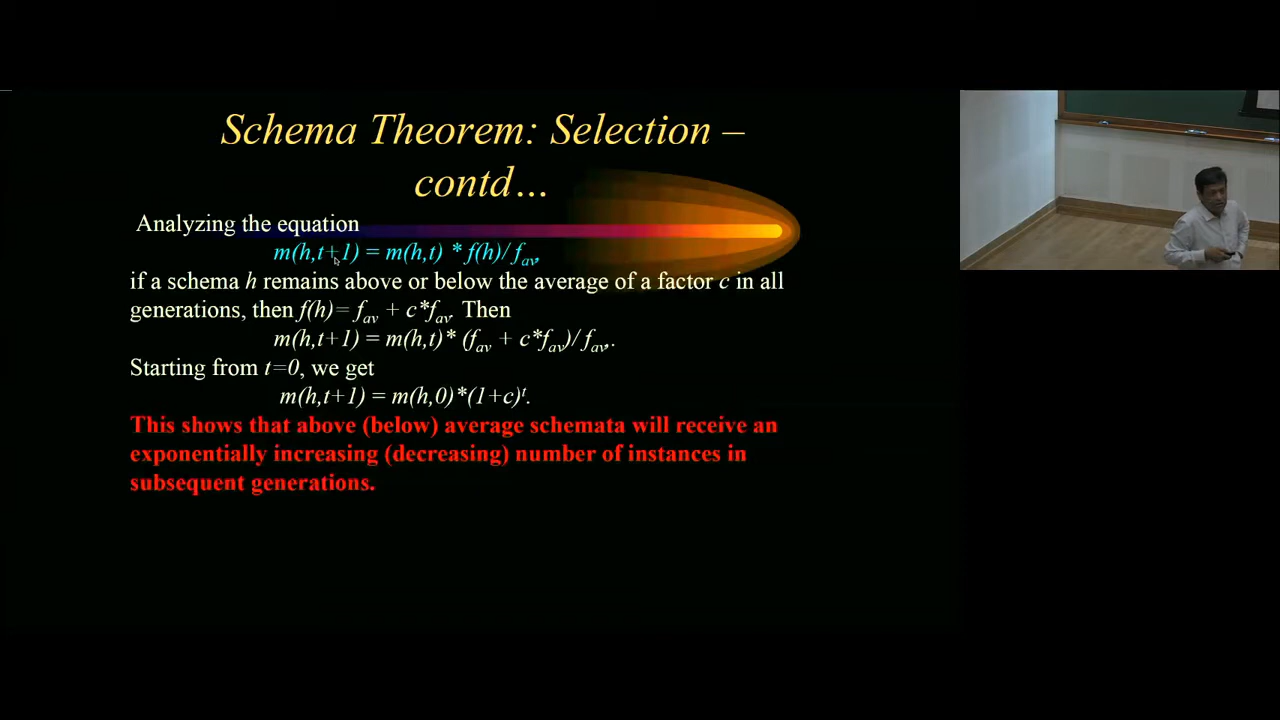 Schema Theorem: Selection –
contd…
Analyzing the equation
m(h,t+1) = m(h,t) * f(h)/ fav,
if a schema h remains above or below the average of a factor c in all
generations, then f(h)= fav + c*fav. Then
m(h,t+1) = m(h,t)* (fav + c*fav)/ fav,.
Starting from t=0, we get
m(h,t+1) = m(h,0)*(1+c)t.
This shows that above (below) average schemata will receive an
exponentially increasing (decreasing) number of instances in
subsequent generations.